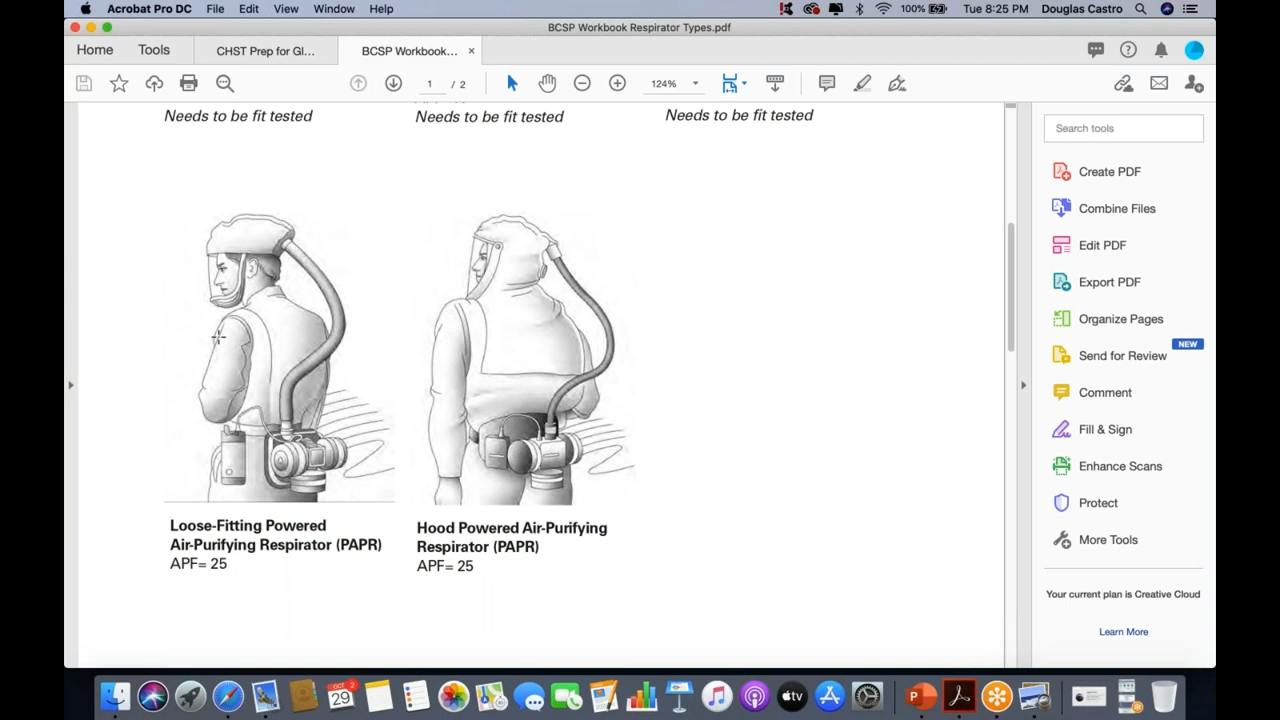 Acrobat Pro DC File Edit View Window Help 100% Tue 8:25 PM Douglas Castro
BCSP Workbook Respirator Types.pdf
Home Tools CHST Prep for Gl... BCSP Workbook... ×
1 / 2 124%
Needs to be fit tested Needs to be fit tested Needs to be fit tested
Loose-Fitting Powered
Air-Purifying Respirator (PAPR)
APF= 25
Hood Powered Air-Purifying
Respirator (PAPR)
APF= 25
Search tools
Create PDF
Combine Files
Edit PDF
Export PDF
Organize Pages
NEW
Send for Review
Comment
Fill & Sign
Enhance Scans
Protect
More Tools
Your current plan is Creative Cloud
Learn More
OCT 2
29
tv
P